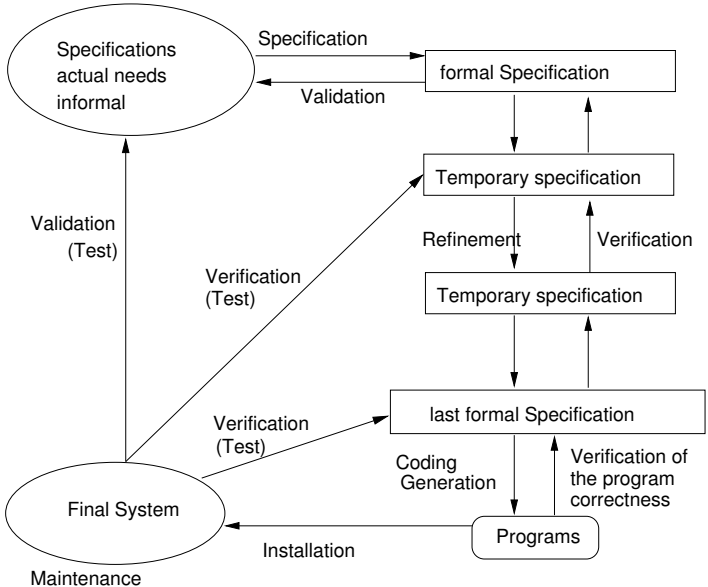 Specifications
actual needs
informal
Specification
Validation
formal Specification
Temporary specification
Validation
(Test)
Refinement
Verification
Verification
(Test)
Temporary specification
last formal Specification
Verification
(Test)
Coding
Generation
Verification of
the program
correctness
Final System
Programs
Installation
Maintenance